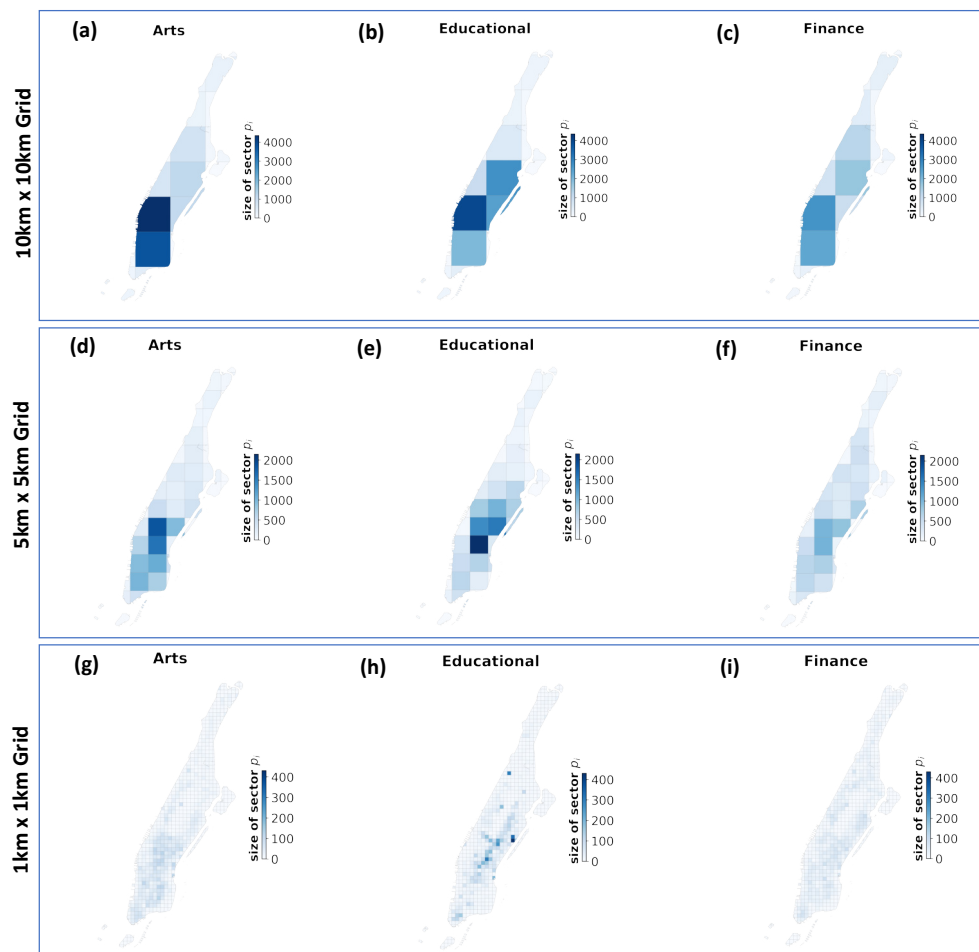 10km x 10km Grid
(a)
Arts
size of sector pi
4000
3000
2000
1000
0
(b)
Educational
size of sector pi
4000
3000
2000
1000
0
(c)
Finance
size of sector pi
4000
3000
2000
1000
0
5km x 5km Grid
(d)
Arts
size of sector pi
2000
1500
1000
500
0
(e)
Educational
size of sector pi
2000
1500
1000
500
0
(f)
Finance
size of sector pi
2000
1500
1000
500
0
1km x 1km Grid
(g)
Arts
size of sector pi
400
300
200
100
0
(h)
Educational
size of sector pi
400
300
200
100
0
(i)
Finance
size of sector pi
400
300
200
100
0